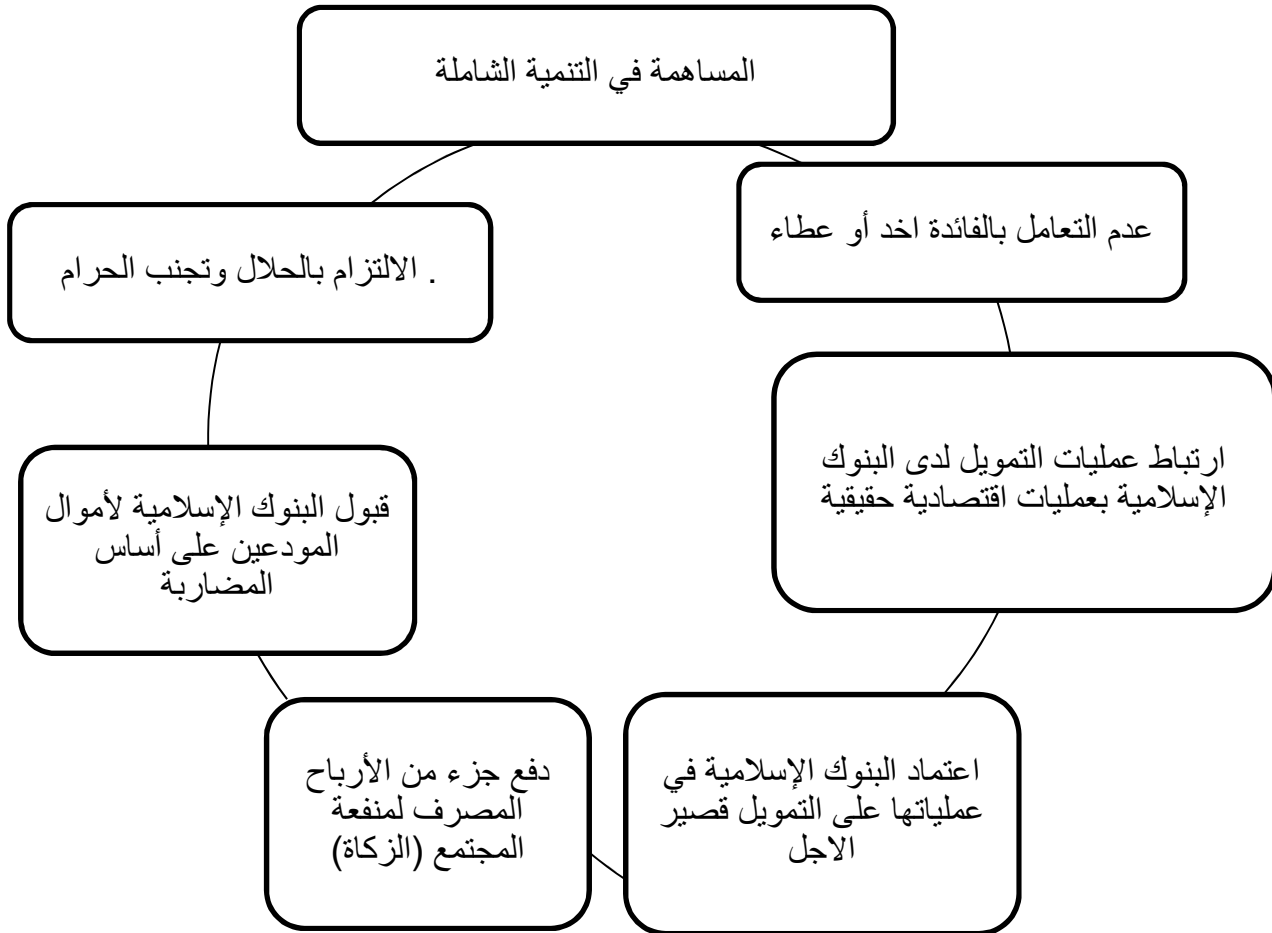 المساهمة في التنمية الشاملة
عدم التعامل بالفائدة اخد أو عطاء
ارتباط عمليات التمويل لدى البنوك
الإسلامية بعمليات اقتصادية حقيقية
اعتماد البنوك الإسلامية في
عملياتها على التمويل قصير
الاجل
دفع جزء من الأرباح
المصرف لمنفعة
المجتمع (الزكاة)
قبول البنوك الإسلامية لأموال
المودعين على أساس
المضاربة
. الالتزام بالحلال وتجنب الحرام